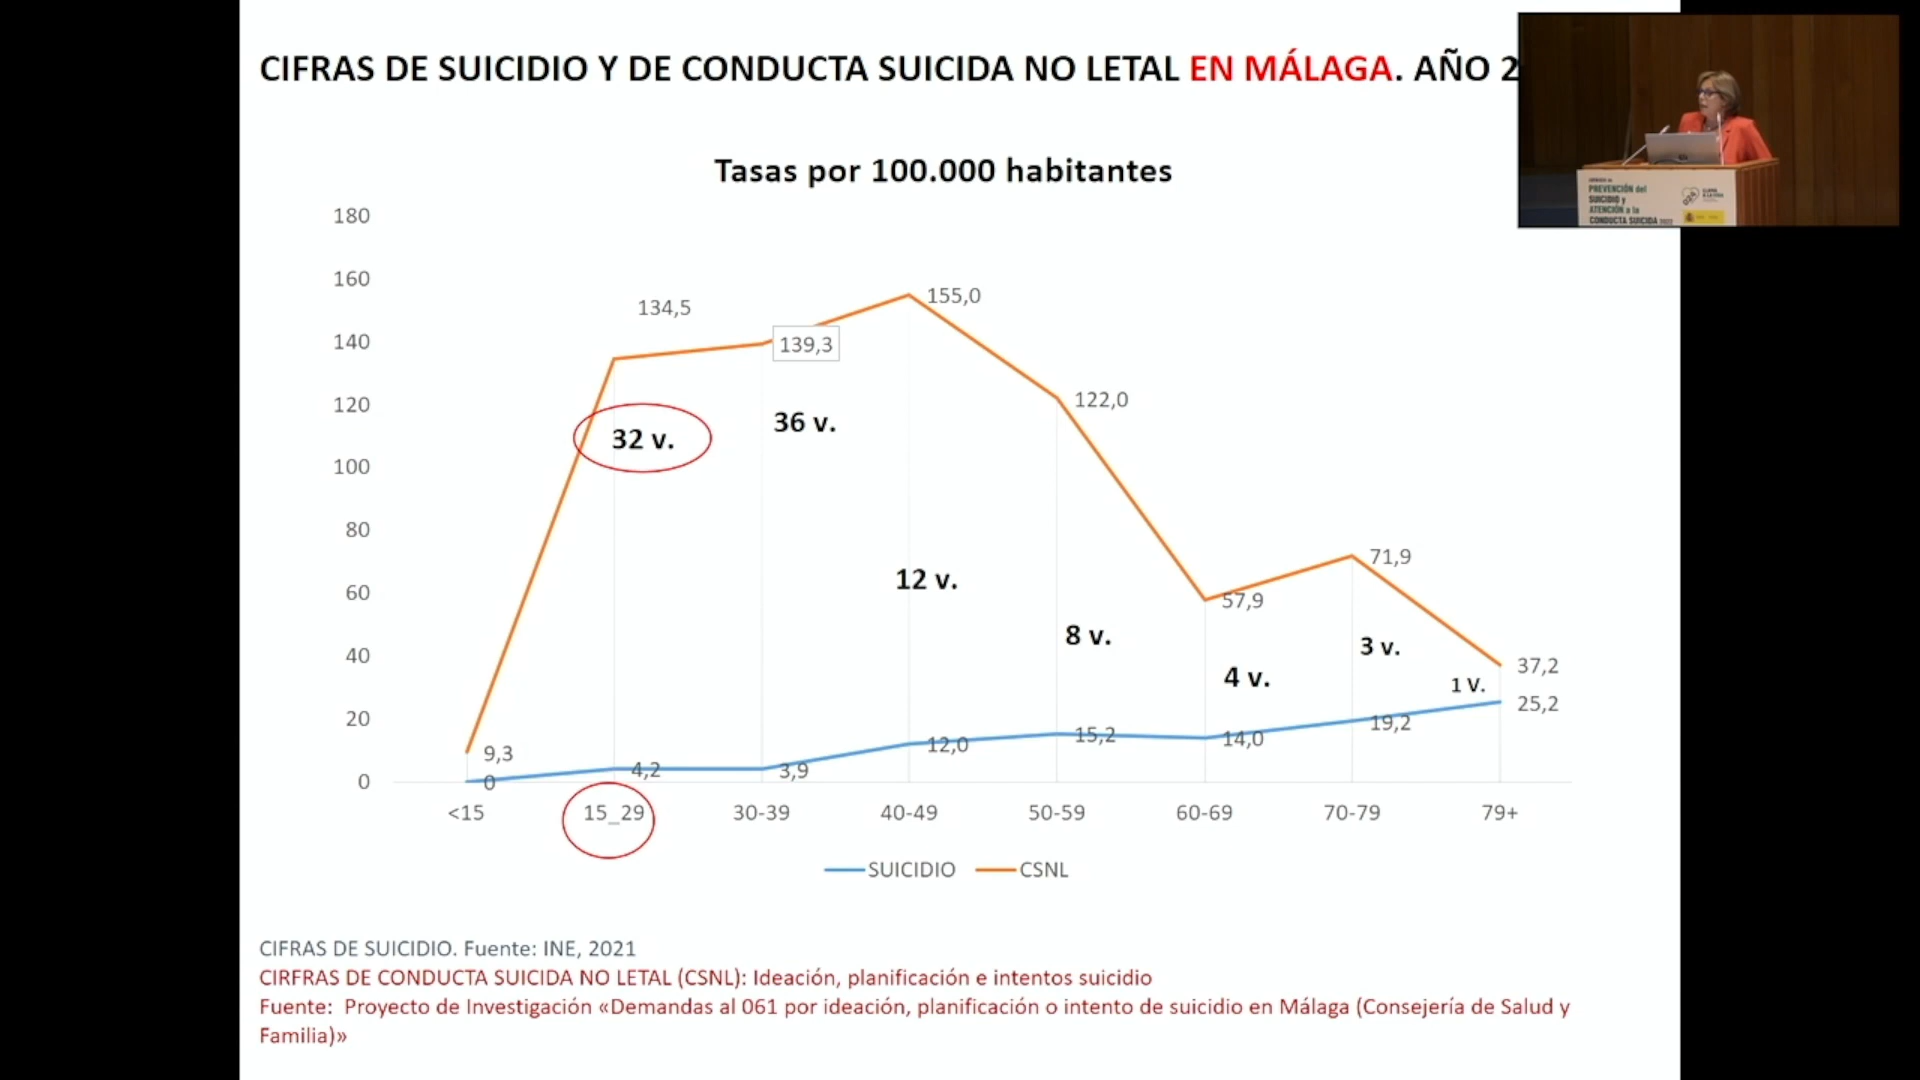 CIFRAS DE SUICIDIO Y DE CONDUCTA SUICIDA NO LETAL EN MÁLAGA. AÑO 2
Tasas por 100.000 habitantes
180
160
140
120
100
80
60
40
20
0
134,5
139,3
155,0
122,0
32 v.
36 v.
12 v.
8 v.
4 v.
3 v.
1 V.
57,9
71,9
37,2
25,2
9,3
0
4,2
3,9
12,0
15,2
14,0
19,2
<15
15_29
30-39
40-49
50-59
60-69
70-79
79+
SUICIDIO
CSNL
CIFRAS DE SUICIDIO. Fuente: INE, 2021
CIRFRAS DE CONDUCTA SUICIDA NO LETAL (CSNL): Ideación, planificación e intentos suicidio
Fuente: Proyecto de Investigación «Demandas al 061 por ideación, planificación o intento de suicidio en Málaga (Consejería de Salud y
Familia)»
PREVENCIÓN del
SUICIDIO y
ATENCIÓN a la
CONDUCTA SUICIDA